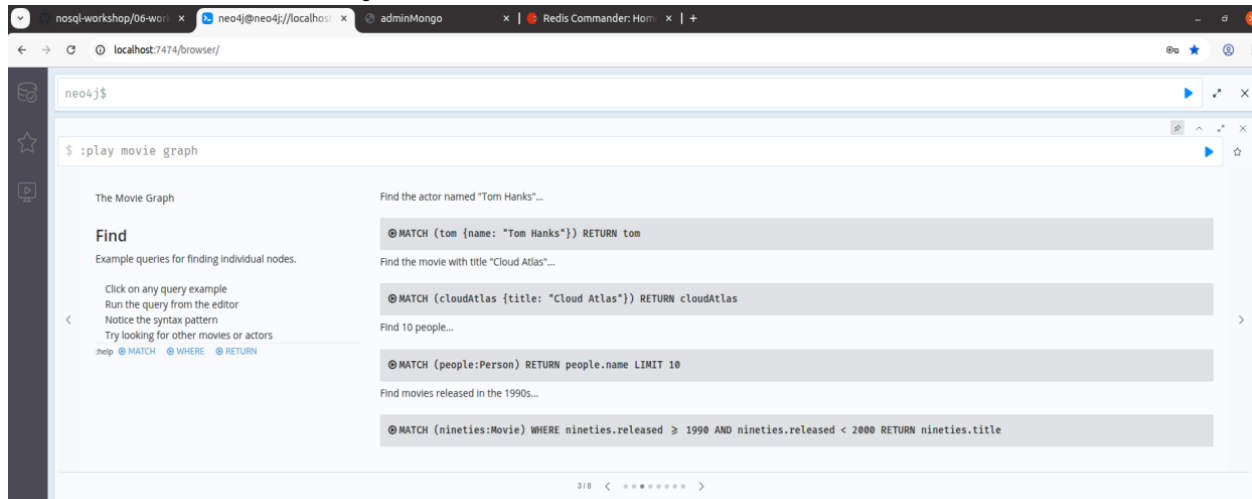 nosql-workshop/06-wor
neo4j@neo4j://localhos
adminMongo
Redis Commander: Hom
localhost:7474/browser/
neo4j$
$ :play movie graph
The Movie Graph
Find
Example queries for finding individual nodes.
Click on any query example
Run the query from the editor
Notice the syntax pattern
Try looking for other movies or actors
:help MATCH WHERE RETURN
Find the actor named "Tom Hanks"...
MATCH (tom {name: "Tom Hanks"}) RETURN tom
Find the movie with title "Cloud Atlas"...
MATCH (cloudAtlas {title: "Cloud Atlas"}) RETURN cloudAtlas
Find 10 people...
MATCH (people:Person) RETURN people.name LIMIT 10
Find movies released in the 1990s...
MATCH (nineties:Movie) WHERE nineties.released ≥ 1990 AND nineties.released < 2000 RETURN nineties.title
3/8